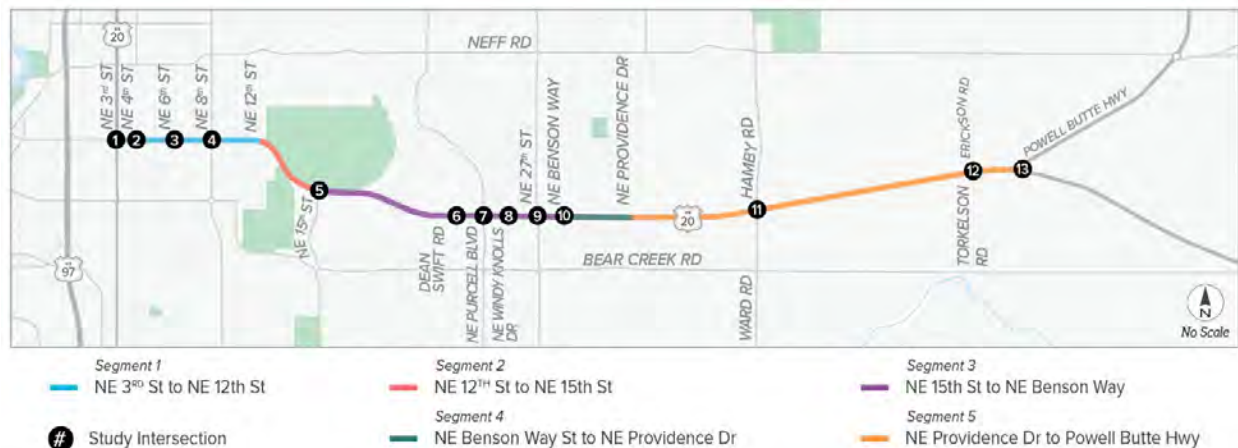 US
20
NEFF RD
NE 3RD ST
NE 4th ST
NE 6th ST
NE 8th ST
NE 12th ST
1
2
3
4
5
NE 15th ST
6
7
8
9
10
DEAN
SWIFT RD
NE PURCELL BLVD
NE WINDY KNOLLS
DR
NE 27th ST
NE BENSON WAY
NE PROVIDENCE DR
US
20
BEAR CREEK RD
HAMBY RD
11
WARD RD
ERICKSON RD
12
TORKELSON
RD
13
POWELL BUTTE HWY
US
97
N
No Scale
Segment 1
NE 3RD St to NE 12th St
Segment 2
NE 12TH St to NE 15th St
Segment 3
NE 15th St to NE Benson Way
# Study Intersection
Segment 4
NE Benson Way St to NE Providence Dr
Segment 5
NE Providence Dr to Powell Butte Hwy